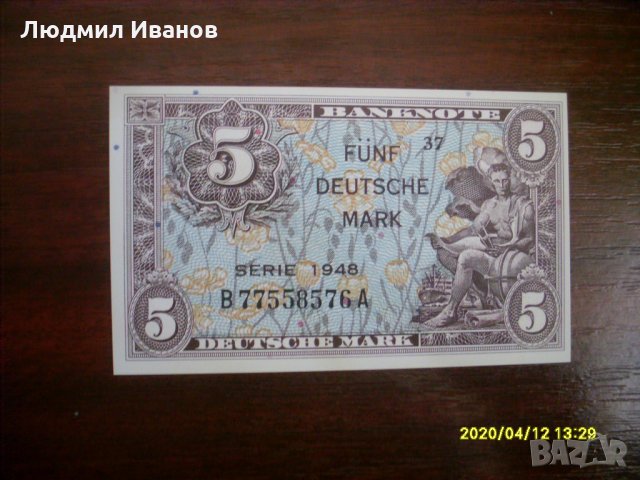 Людмил Иванов
BANKNOTE
5
5
FÜNF 37
DEUTSCHE
MARK
SERIE 1948
B77558576A
5
5
DEUTSCHE MARK
2020/04/12 13:29
BAZAR